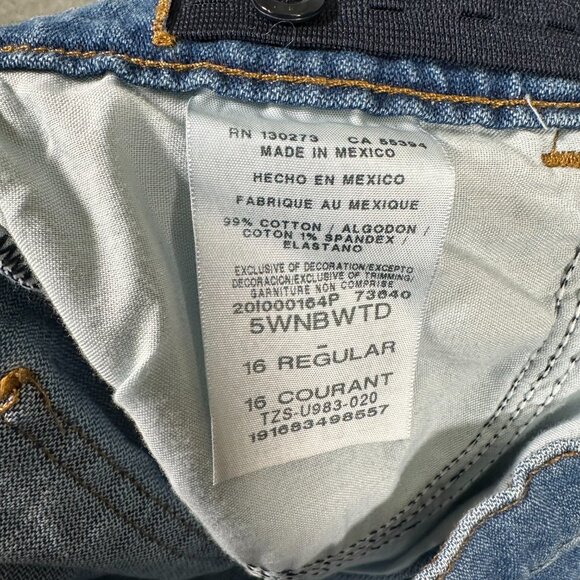 RN 130273 CA 55394
MADE IN MEXICO
HECHO EN MEXICO
FABRIQUE AU MEXIQUE
99% COTTON / ALGODON /
COTON 1% SPANDEX /
ELASTANO
EXCLUSIVE OF DECORATION/EXCEPTO
DECORACION/EXCLUSIVE OF TRIMMING/
GARNITURE NON COMPRISE
201000164P 73640
5WNBWTD
-
16 REGULAR
16 COURANT
TZS-U983-020
191683498557